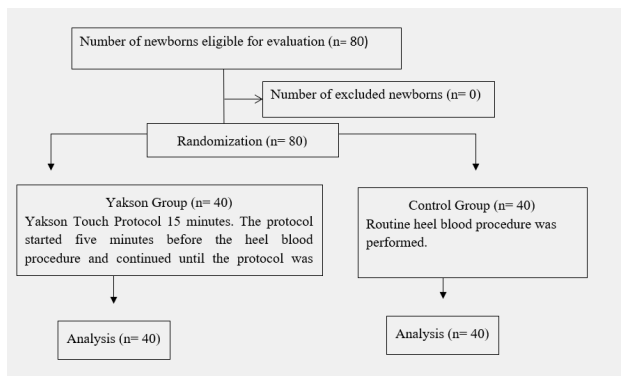 Number of newborns eligible for evaluation (n= 80)
Number of excluded newborns (n= 0)
Randomization (n= 80)
Yakson Group (n= 40)
Yakson Touch Protocol 15 minutes. The protocol
started five minutes before the heel blood
procedure and continued until the protocol was
Control Group (n= 40)
Routine heel blood procedure was
performed.
Analysis (n= 40)
Analysis (n= 40)